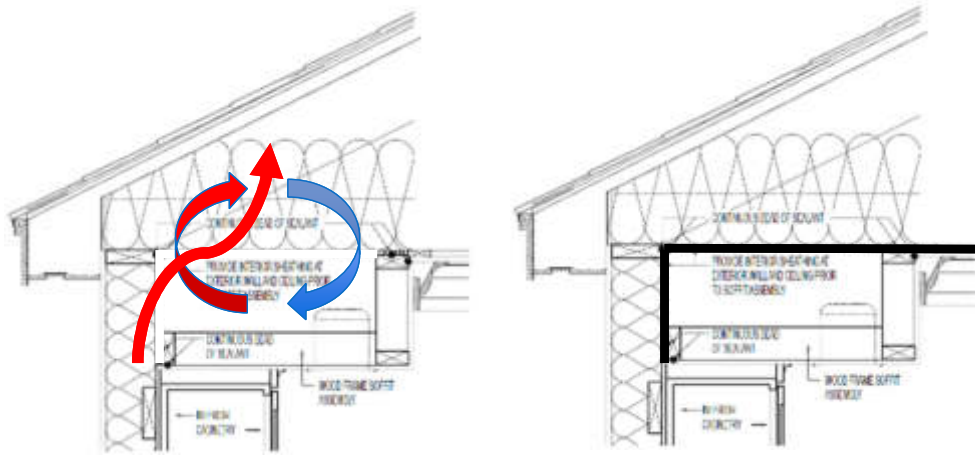 CONTINUOUS BEAD OF SEALANT
PROVIDE INTERIOR SHEATHING AT
EXTERIOR WALL AND CEILING PRIOR
TO SOFFIT ASSEMBLY
CONTINUOUS BEAD
OF SEALANT
WOOD FRAME SOFFIT
ASSEMBLY
CABINETRY
CONTINUOUS BEAD OF SEALANT
PROVIDE INTERIOR SHEATHING AT
EXTERIOR WALL AND CEILING PRIOR
TO SOFFIT ASSEMBLY
CONTINUOUS BEAD
OF SEALANT
WOOD FRAME SOFFIT
ASSEMBLY
CABINETRY